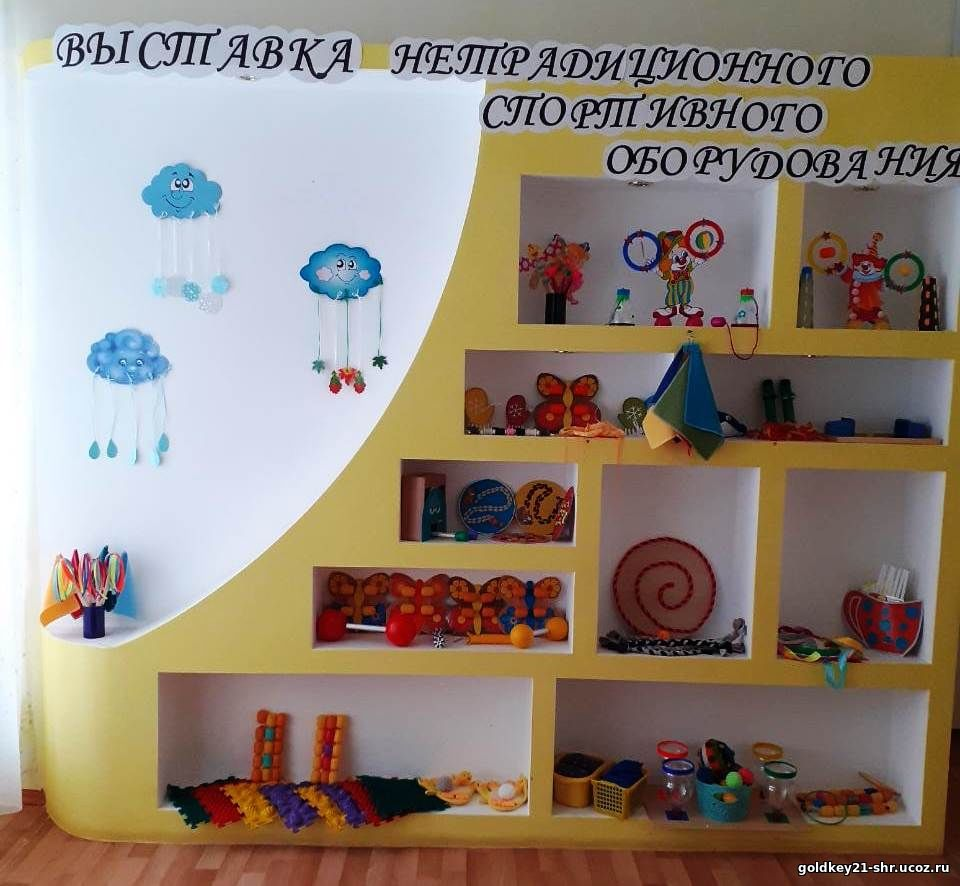 ВЫСТАВКА НЕТРАДИЦИОННОГО
СПОРТИВНОГО
ОБОРУДОВАНИЯ
goldkey21-shr.ucoz.ru